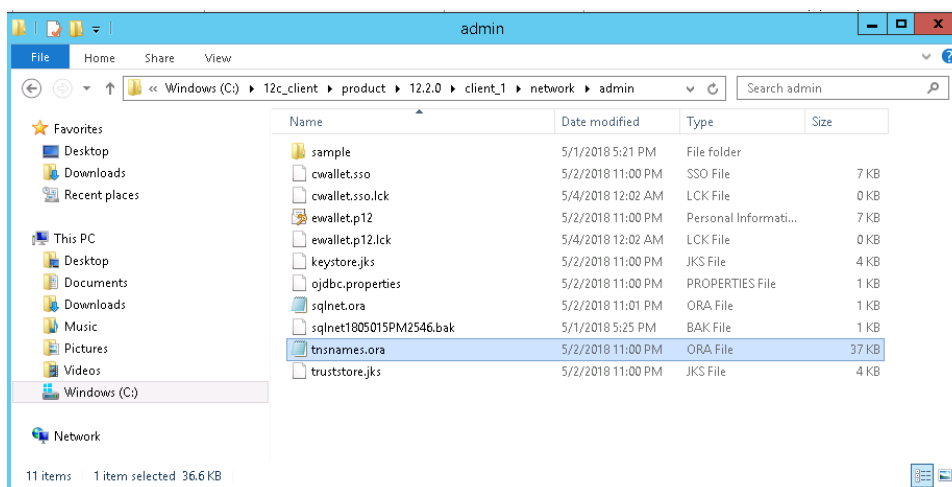 admin
File Home Share View
« Windows (C:) 12c_client product 12.2.0 client_1 network admin Search admin
Name Date modified Type Size
Favorites
Desktop
Downloads
Recent places
This PC
Desktop
Documents
Downloads
Music
Pictures
Videos
Windows (C:)
Network
sample 5/1/2018 5:21 PM File folder
cwallet.sso 5/2/2018 11:00 PM SSO File 7 KB
cwallet.sso.lck 5/4/2018 12:02 AM LCK File 0 KB
ewallet.p12 5/2/2018 11:00 PM Personal Informati... 7 KB
ewallet.p12.lck 5/4/2018 12:02 AM LCK File 0 KB
keystore.jks 5/2/2018 11:00 PM JKS File 4 KB
ojdbc.properties 5/2/2018 11:00 PM PROPERTIES File 1 KB
sqlnet.ora 5/2/2018 11:01 PM ORA File 1 KB
sqlnet1805015PM2546.bak 5/1/2018 5:25 PM BAK File 1 KB
tnsnames.ora 5/2/2018 11:00 PM ORA File 37 KB
truststore.jks 5/2/2018 11:00 PM JKS File 4 KB
11 items 1 item selected 36.6 KB